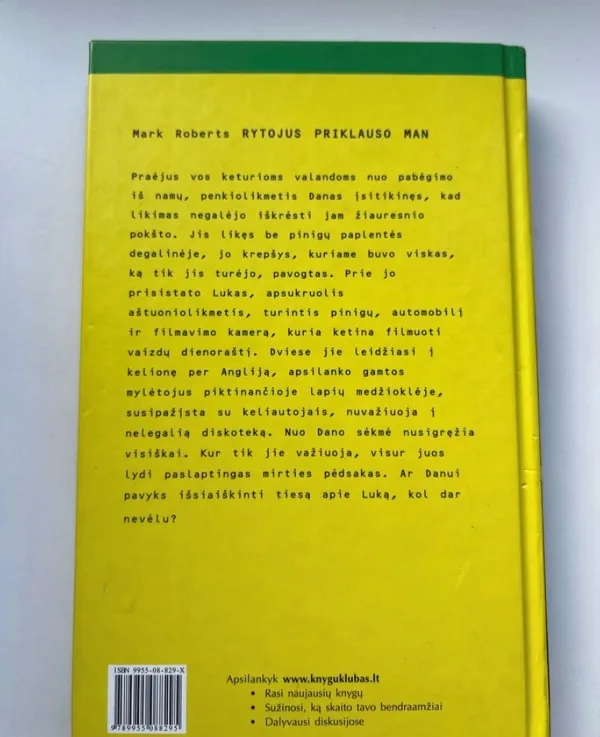 Mark Roberts RYTOJUS PRIKLAUSO MAN
Praėjus vos keturioms valandoms nuo pabėgimo
iš namų, penkiolikmetis Danas įsitikinęs, kad
likimas negalėjo iškrėsti jam žiauresnio
pokšto. Jis likęs be pinigų paplentės
degalinėje, jo krepšys, kuriame buvo viskas,
ką tik jis turėjo, pavogtas. Prie jo
prisistato Lukas, apsukruolis
aštuoniolikmetis, turintis pinigų, automobilį
ir filmavimo kamerą, kuria ketina filmuoti
vaizdų dienoraštį. Dviese jie leidžiasi į
kelionę per Angliją, apsilanko gamtos
mylėtojus piktinančioje lapių medžioklėje,
susipažįsta su keliautojais, nuvažiuoja į
nelegalią diskoteką. Nuo Dano sėkmė nusigręžia
visiškai. Kur tik jie važiuoja, visur juos
lydi paslaptingas mirties pėdsakas. Ar Danui
pavyks išsiaiškinti tiesą apie Luką, kol dar
nevėlu?
ISBN 9955-08-829-X
9789955088295
Apsilankyk www.knyguklubas.lt
• Rasi naujausių knygų
• Sužinosi, ką skaito tavo bendraamžiai
• Dalyvausi diskusijose